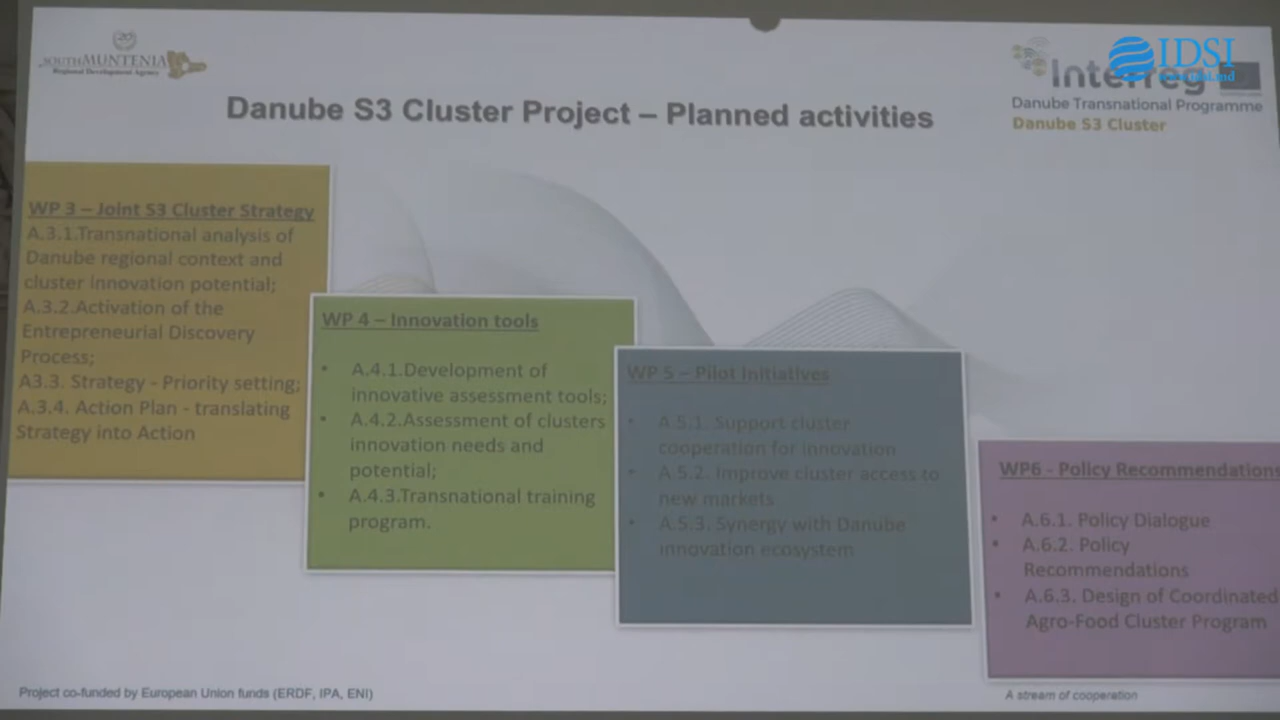 SOUTH MUNTENIA
Regional Development Agency
Interreg
IDSI
Danube Transnational Programme
Danube S3 Cluster
Danube S3 Cluster Project – Planned activities
WP 3 – Joint S3 Cluster Strategy
A.3.1.Transnational analysis of
Danube regional context and
cluster innovation potential;
A.3.2.Activation of the
Entrepreneurial Discovery
Process;
A3.3. Strategy - Priority setting;
A.3.4. Action Plan - translating
Strategy into Action
WP 4 – Innovation tools
• A.4.1.Development of
innovative assessment tools;
• A.4.2.Assessment of clusters
innovation needs and
potential;
• A.4.3.Transnational training
program.
WP 5 – Pilot Initiatives
• A.5.1. Support cluster
cooperation for innovation
• A.5.2. Improve cluster access to
new markets
• A.5.3. Synergy with Danube
innovation ecosystem
WP6 - Policy Recommendations
• A.6.1. Policy Dialogue
• A.6.2. Policy
Recommendations
• A.6.3. Design of Coordinated
Agro-Food Cluster Program
Project co-funded by European Union funds (ERDF, IPA, ENI)
A stream of cooperation